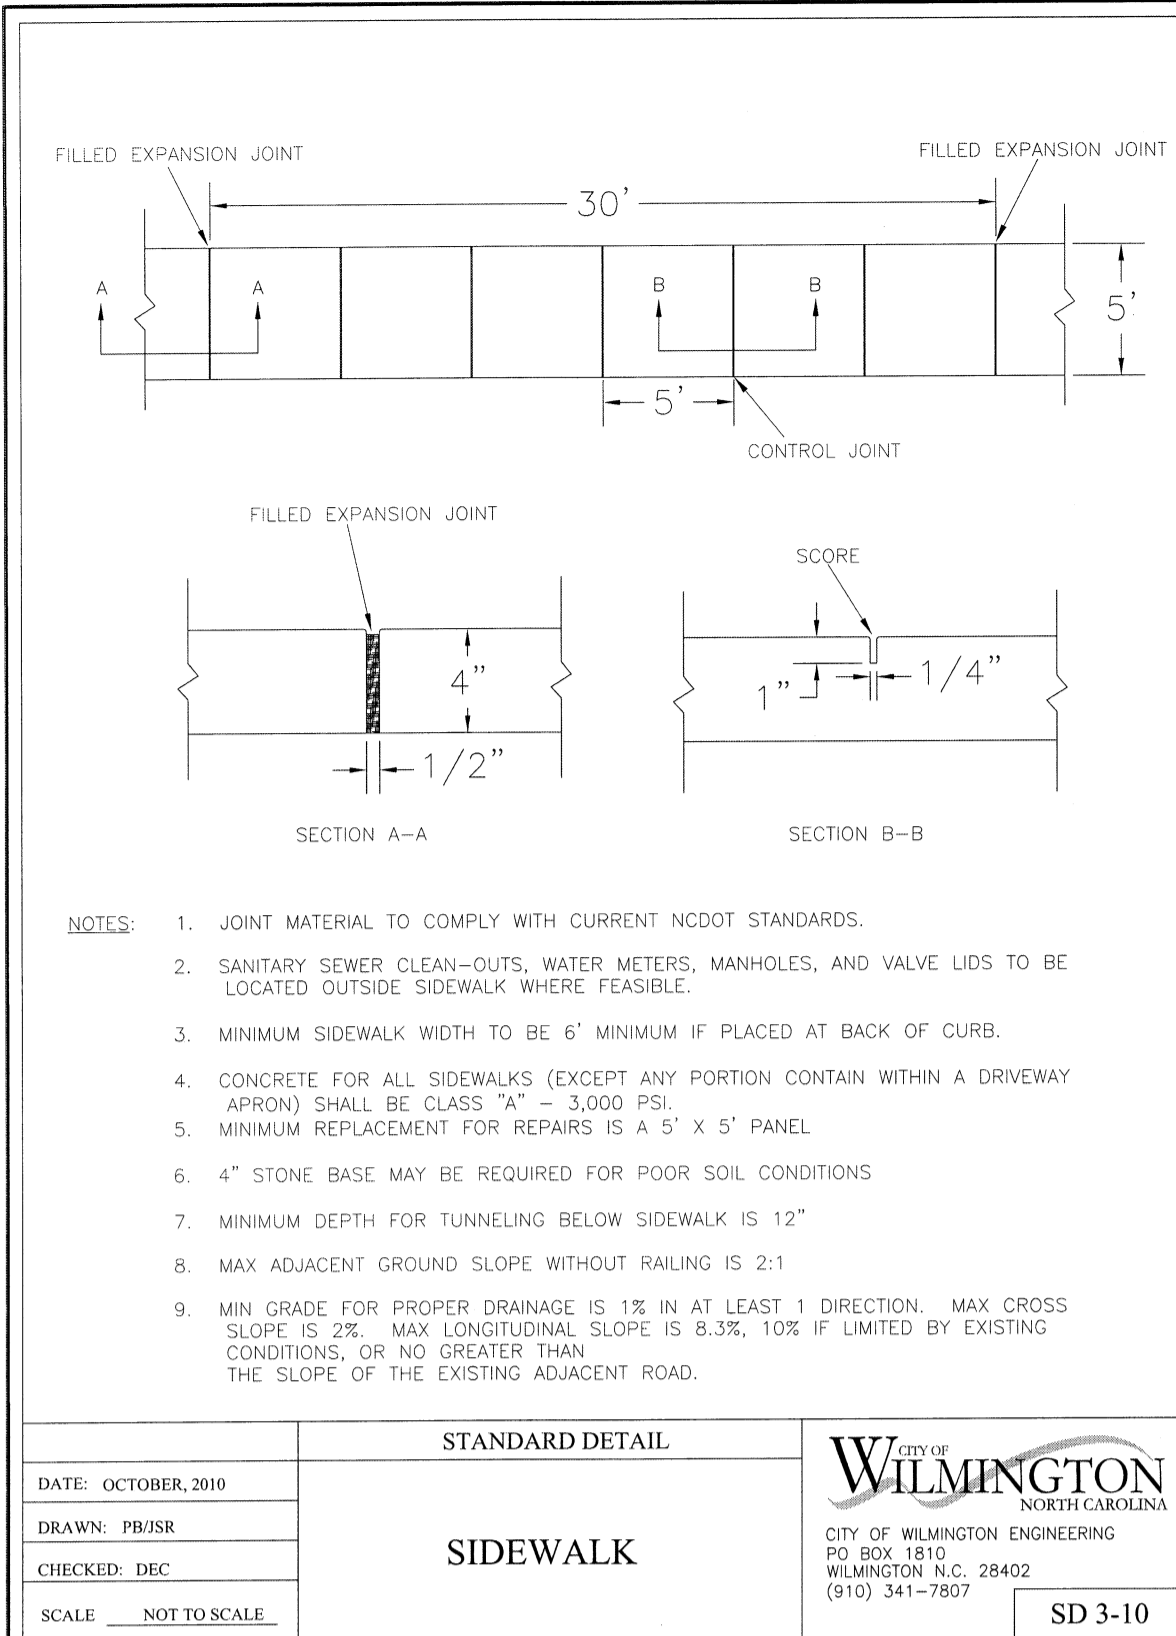 FILLED EXPANSION JOINT
FILLED EXPANSION JOINT
30'
A
A
B
B
5'
5'
CONTROL JOINT
FILLED EXPANSION JOINT
SCORE
4"
1"
1/4"
1/2"
SECTION A-A
SECTION B-B
NOTES: 1. JOINT MATERIAL TO COMPLY WITH CURRENT NCDOT STANDARDS.
2. SANITARY SEWER CLEAN-OUTS, WATER METERS, MANHOLES, AND VALVE LIDS TO BE
LOCATED OUTSIDE SIDEWALK WHERE FEASIBLE.
3. MINIMUM SIDEWALK WIDTH TO BE 6' MINIMUM IF PLACED AT BACK OF CURB.
4. CONCRETE FOR ALL SIDEWALKS (EXCEPT ANY PORTION CONTAIN WITHIN A DRIVEWAY
APRON) SHALL BE CLASS "A" - 3,000 PSI.
5. MINIMUM REPLACEMENT FOR REPAIRS IS A 5' X 5' PANEL
6. 4" STONE BASE MAY BE REQUIRED FOR POOR SOIL CONDITIONS
7. MINIMUM DEPTH FOR TUNNELING BELOW SIDEWALK IS 12"
8. MAX ADJACENT GROUND SLOPE WITHOUT RAILING IS 2:1
9. MIN GRADE FOR PROPER DRAINAGE IS 1% IN AT LEAST 1 DIRECTION. MAX CROSS
SLOPE IS 2%. MAX LONGITUDINAL SLOPE IS 8.3%, 10% IF LIMITED BY EXISTING
CONDITIONS, OR NO GREATER THAN
THE SLOPE OF THE EXISTING ADJACENT ROAD.
STANDARD DETAIL
DATE: OCTOBER, 2010
DRAWN: PB/JSR
CHECKED: DEC
SCALE NOT TO SCALE
SIDEWALK
CITY OF
WILMINGTON
NORTH CAROLINA
CITY OF WILMINGTON ENGINEERING
PO BOX 1810
WILMINGTON N.C. 28402
(910) 341-7807
SD 3-10